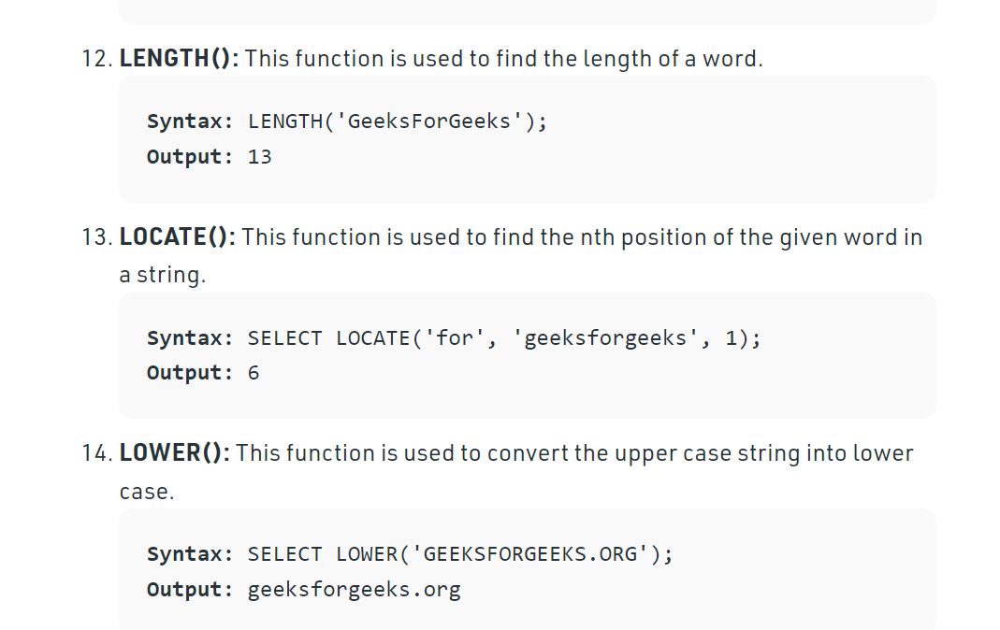 12. LENGTH(): This function is used to find the length of a word.
Syntax: LENGTH('GeeksForGeeks');
Output: 13
13. LOCATE(): This function is used to find the nth position of the given word in
a string.
Syntax: SELECT LOCATE('for', 'geeksforgeeks', 1);
Output: 6
14. LOWER(): This function is used to convert the upper case string into lower
case.
Syntax: SELECT LOWER('GEEKSFORGEEKS.ORG');
Output: geeksforgeeks.org